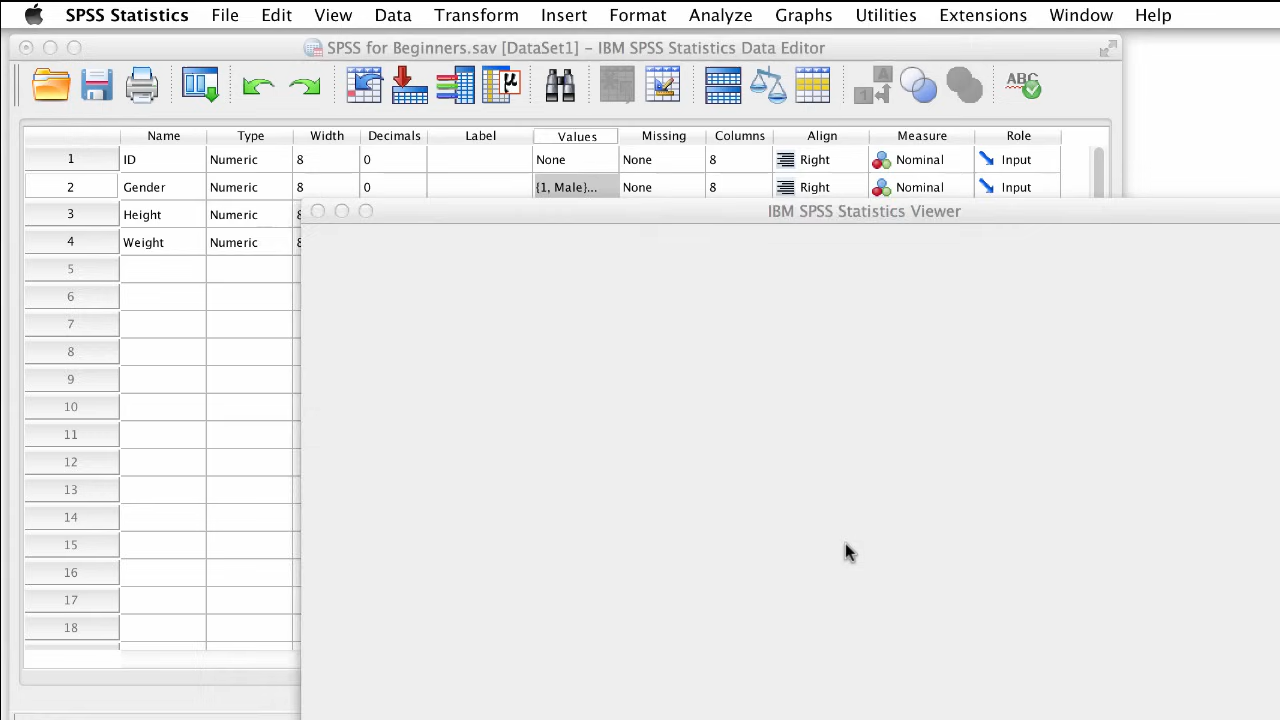 SPSS Statistics File Edit View Data Transform Insert Format Analyze Graphs Utilities Extensions Window Help
SPSS for Beginners.sav [DataSet1] – IBM SPSS Statistics Data Editor
μ
A
1
ABC
Name Type Width Decimals Label Values Missing Columns Align Measure Role
1 ID Numeric 8 0 None None 8 Right Nominal Input
2 Gender Numeric 8 0 {1, Male}... None 8 Right Nominal Input
IBM SPSS Statistics Viewer
3 Height Numeric
4 Weight Numeric
5
6
7
8
9
10
11
12
13
14
15
16
17
18